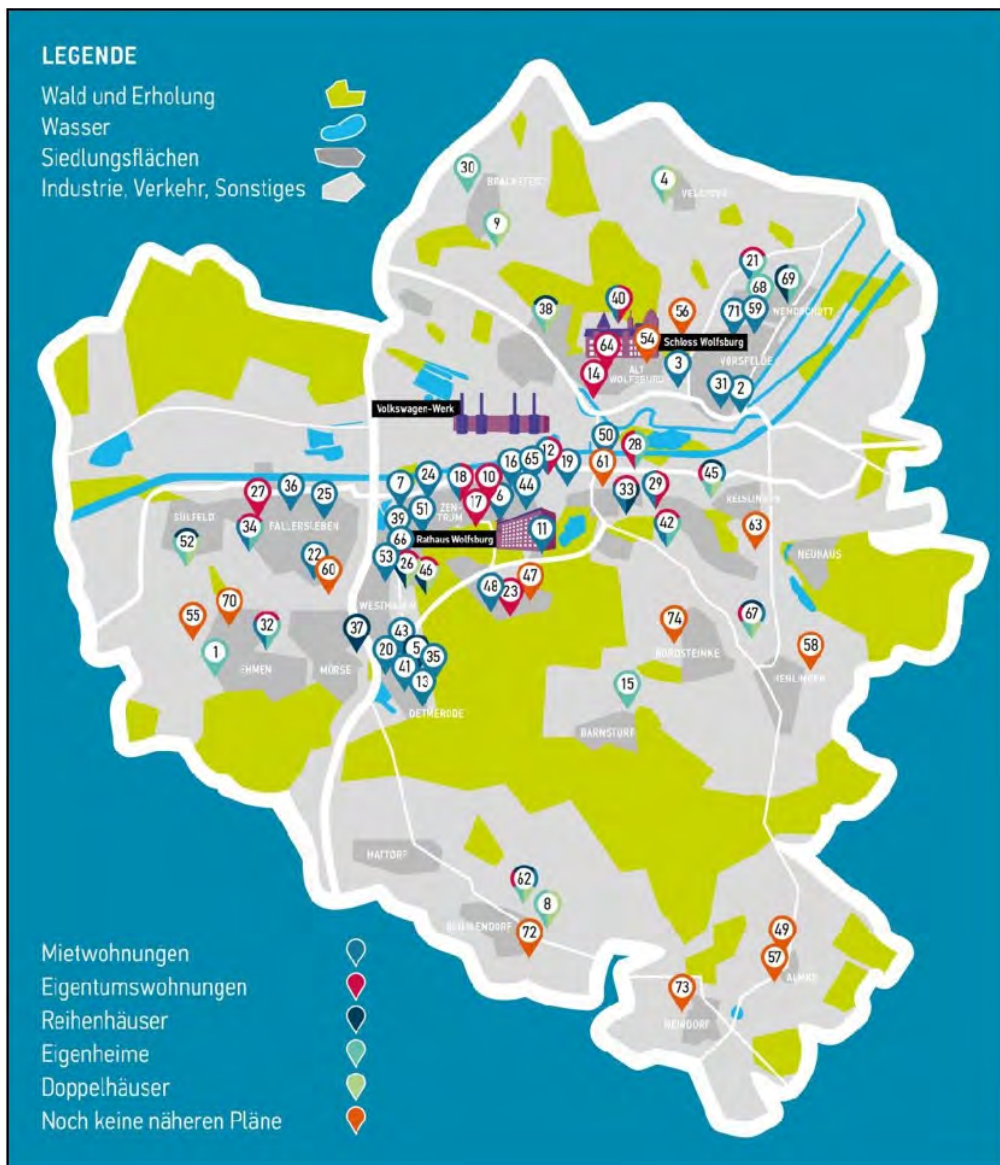 LEGENDE
Wald und Erholung
Wasser
Siedlungsflächen
Industrie, Verkehr, Sonstiges
30
4
VELSTOVE
9
21
69
68
40
38
56
71
59
WENDSCHOTT
54
64
Schloss Wolfsburg
VORSFELDE
3
14
ALT
WOLFSBURG
31
2
Volkswagen-Werk
50
28
12
65
16
19
61
45
24
18
10
7
36
27
25
44
29
33
REISLINGEN
6
17
51
ZEN-
TRUM
39
42
63
SÜLFELD
34
FALLERSLEBEN
11
Rathaus Wolfsburg
66
52
NEUHAUS
22
53
60
26
46
47
48
23
WESTHAGEN
70
55
67
74
32
37
43
NORDSTEIMKE
5
20
35
58
1
41
EHMEN
MÖRSE
13
HEHLINGEN
15
DETMERODE
BARNSTORF
HATTORF
62
8
HEILIGENDORF
72
49
57
ALMKE
73
NEINDORF
Mietwohnungen
Eigentumswohnungen
Reihenhäuser
Eigenheime
Doppelhäuser
Noch keine näheren Pläne